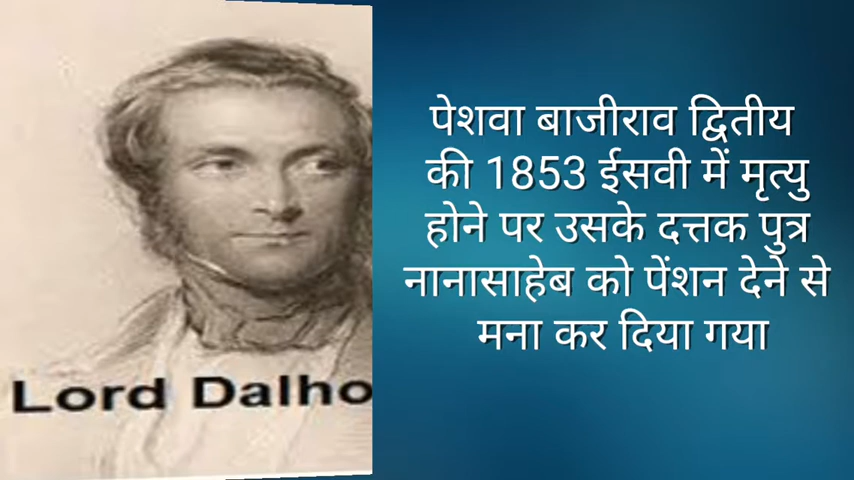 Lord Dalho
पेशवा बाजीराव द्वितीय
की 1853 ईसवी में मृत्यु
होने पर उसके दत्तक पुत्र
नानासाहेब को पेंशन देने से
मना कर दिया गया